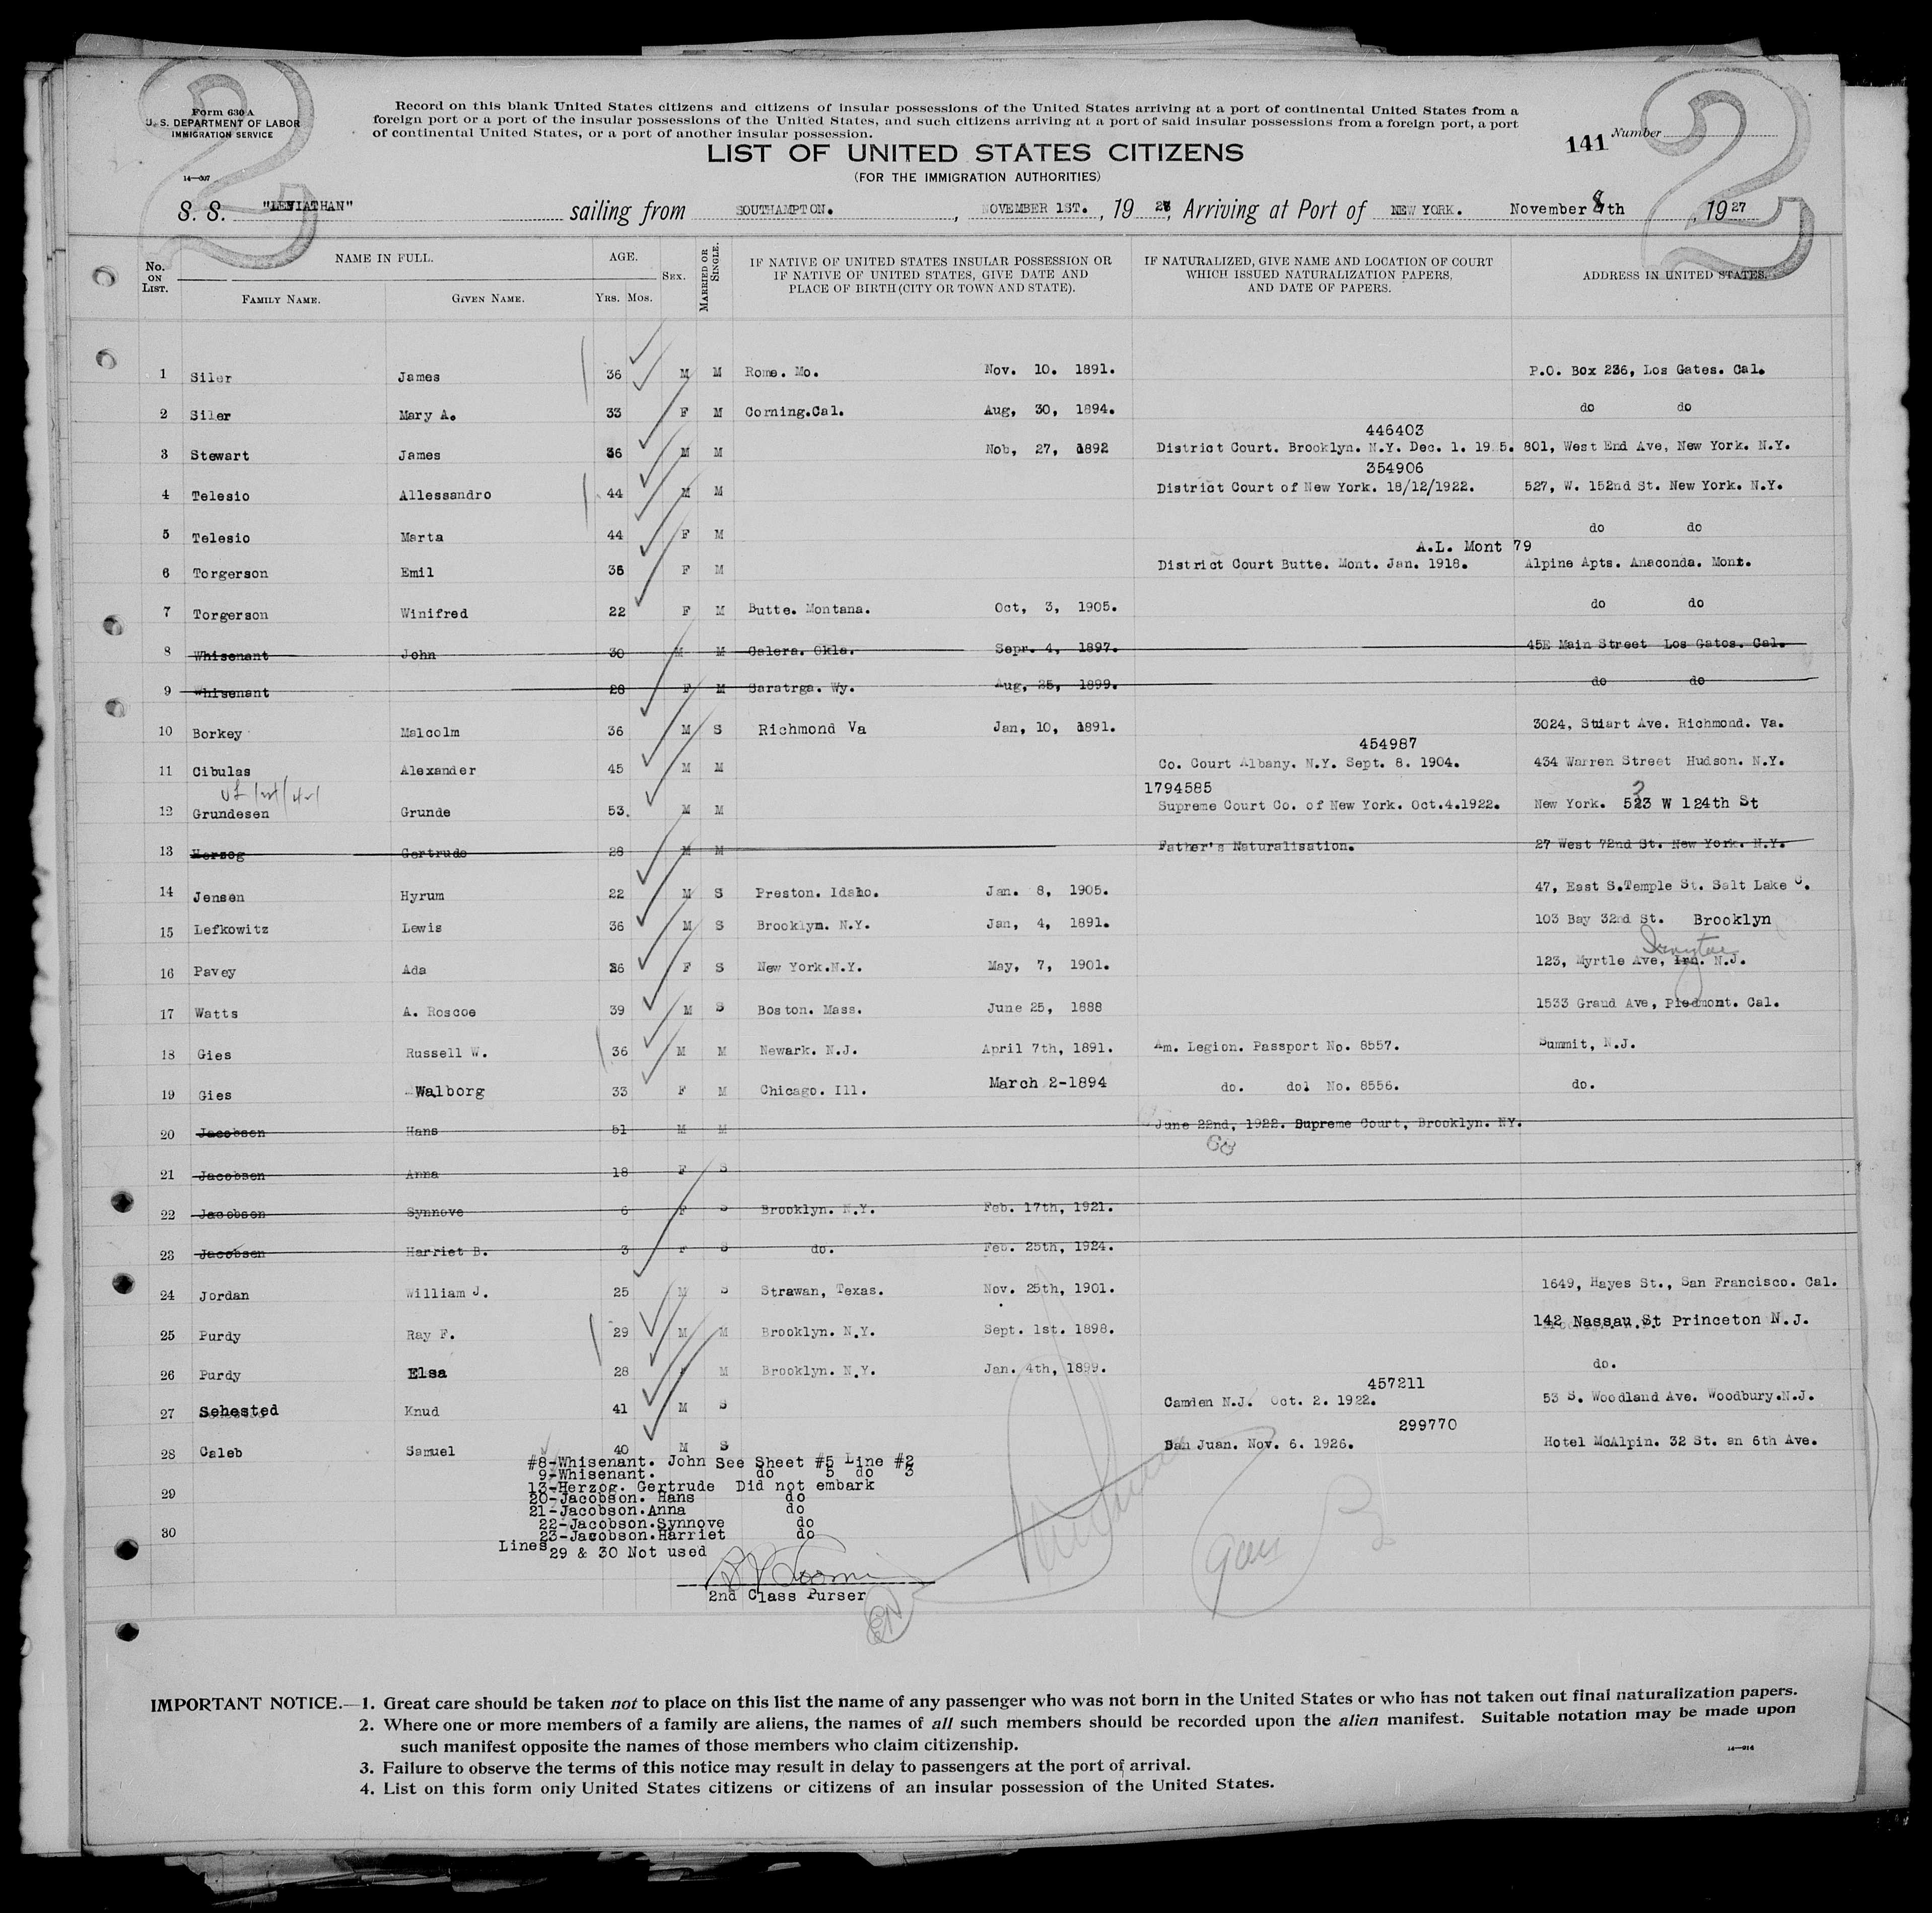 2 2
Form 630 A
U. S. DEPARTMENT OF LABOR
IMMIGRATION SERVICE
14—307
Record on this blank United States citizens and citizens of insular possessions of the United States arriving at a port of continental United States from a
foreign port or a port of the insular possessions of the United States, and such citizens arriving at a port of said insular possessions from a foreign port, a port
of continental United States, or a port of another insular possession.
141 Number
LIST OF UNITED STATES CITIZENS
(FOR THE IMMIGRATION AUTHORITIES)
S. S. "LEVIATHAN" sailing from SOUTHAMPTON. , NOVEMBER 1ST. , 19 27, Arriving at Port of NEW YORK. November 8th , 19 27
No. ON LIST. NAME IN FULL. AGE. SEX. MARRIED OR SINGLE. IF NATIVE OF UNITED STATES INSULAR POSSESSION OR IF NATIVE OF UNITED STATES, GIVE DATE AND PLACE OF BIRTH (CITY OR TOWN AND STATE). IF NATURALIZED, GIVE NAME AND LOCATION OF COURT WHICH ISSUED NATURALIZATION PAPERS, AND DATE OF PAPERS. ADDRESS IN UNITED STATES.
FAMILY NAME. GIVEN NAME. YRS. MOS.
1 Siler James 36 M M Rome. Mo. Nov. 10. 1891. P.O. Box 236, Los Gates. Cal.
2 Siler Mary A. 33 F M Corning.Cal. Aug, 30, 1894. do do
446403
3 Stewart James 36 M M Nob, 27, 1892 District Court. Brooklyn. N.Y. Dec. 1. 19 5. 801, West End Ave, New York. N.Y.
354906
4 Telesio Allessandro 44 M M District Court of New York. 18/12/1922. 527, W. 152nd St. New York. N.Y.
5 Telesio Marta 44 F M do do
A.L. Mont 79
6 Torgerson Emil 36 F M District Court Butte. Mont. Jan. 1918. Alpine Apts. Anaconda. Mont.
7 Torgerson Winifred 22 F M Butte. Montana. Oct, 3, 1905. do do
8 Whisenant John 30 M M Calera. Okla. Sepr. 4, 1897. 45E Main Street Los Gatos. Cal.
9 Whisenant 28 F M Saratrga. Wy. Aug, 25, 1899. do do
10 Borkey Malcolm 36 M S Richmond Va Jan, 10, 1891. 3024, Stuart Ave. Richmond. Va.
454987
11 Cibulas Alexander 45 M M Co. Court Albany. N.Y. Sept. 8. 1904. 434 Warren Street Hudson. N.Y.
1794585
12 Grundesen Grunde 53. M M Supreme Court Co. of New York. Oct.4.1922. New York. 523 W 124th St
3
13 Herzog Gertrude 28 M M Father's Naturalisation. 27 West 72nd St. New York. N.Y.
14 Jensen Hyrum 22 M S Preston. Idaho. Jan. 8, 1905. 47, East S.Temple St. Salt Lake C.
15 Lefkowitz Lewis 36 M S Brooklym. N.Y. Jan, 4, 1891. 103 Bay 32nd St. Brooklyn
16 Pavey Ada 26 F S New York.N.Y. May, 7, 1901. 123, Myrtle Ave, Irn. N.J.
17 Watts A. Roscoe 39 M S Boston. Mass. June 25, 1888 1533 Grand Ave, Piedmont. Cal.
18 Gies Russell W. 36 M M Newark. N.J. April 7th, 1891. Am. Legion. Passport No. 8557. Summit, N.J.
19 Gies Walborg 33 F M Chicago. Ill. March 2-1894 do. do. No. 8556. do.
20 Jacobsen Hans 51 M M June 22nd, 1922. Supreme Court, Brooklyn. NY.
21 Jacobsen Anna 18 F S
22 Jacobsen Synnove 6 F S Brooklyn. N.Y. Feb. 17th, 1921.
23 Jacobsen Harriet B. 3 F S do. Feb. 25th, 1924.
24 Jordan William J. 25 M S Strawan, Texas. Nov. 25th, 1901. 1649, Hayes St., San Francisco. Cal.
25 Purdy Ray F. 29 M M Brooklyn. N.Y. Sept. 1st. 1898. 142 Nassau St Princeton N.J.
26 Purdy Elsa 28 M Brooklyn. N.Y. Jan. 4th, 1899. do.
457211
27 Sehested Knud 41 M S Camden N.J. Oct. 2. 1922. 53 S. Woodland Ave. Woodbury.N.J.
299770
28 Caleb Samuel 40 M S San Juan. Nov. 6. 1926. Hotel McAlpin. 32 St. an 6th Ave.
#8-Whisenant. John See Sheet #5 Line #2
9-Whisenant. do 5 do 3
29
13-Herzog. Gertrude Did not embark
20-Jacobson. Hans do
21-Jacobson.Anna do
22-Jacobson.Synnove do
30
23-Jacobson.Harriet do
Lines 29 & 30 Not used
2nd Class Purser
IMPORTANT NOTICE.—1. Great care should be taken not to place on this list the name of any passenger who was not born in the United States or who has not taken out final naturalization papers.
2. Where one or more members of a family are aliens, the names of all such members should be recorded upon the alien manifest. Suitable notation may be made upon
such manifest opposite the names of those members who claim citizenship.
3. Failure to observe the terms of this notice may result in delay to passengers at the port of arrival.
4. List on this form only United States citizens or citizens of an insular possession of the United States.
14—914